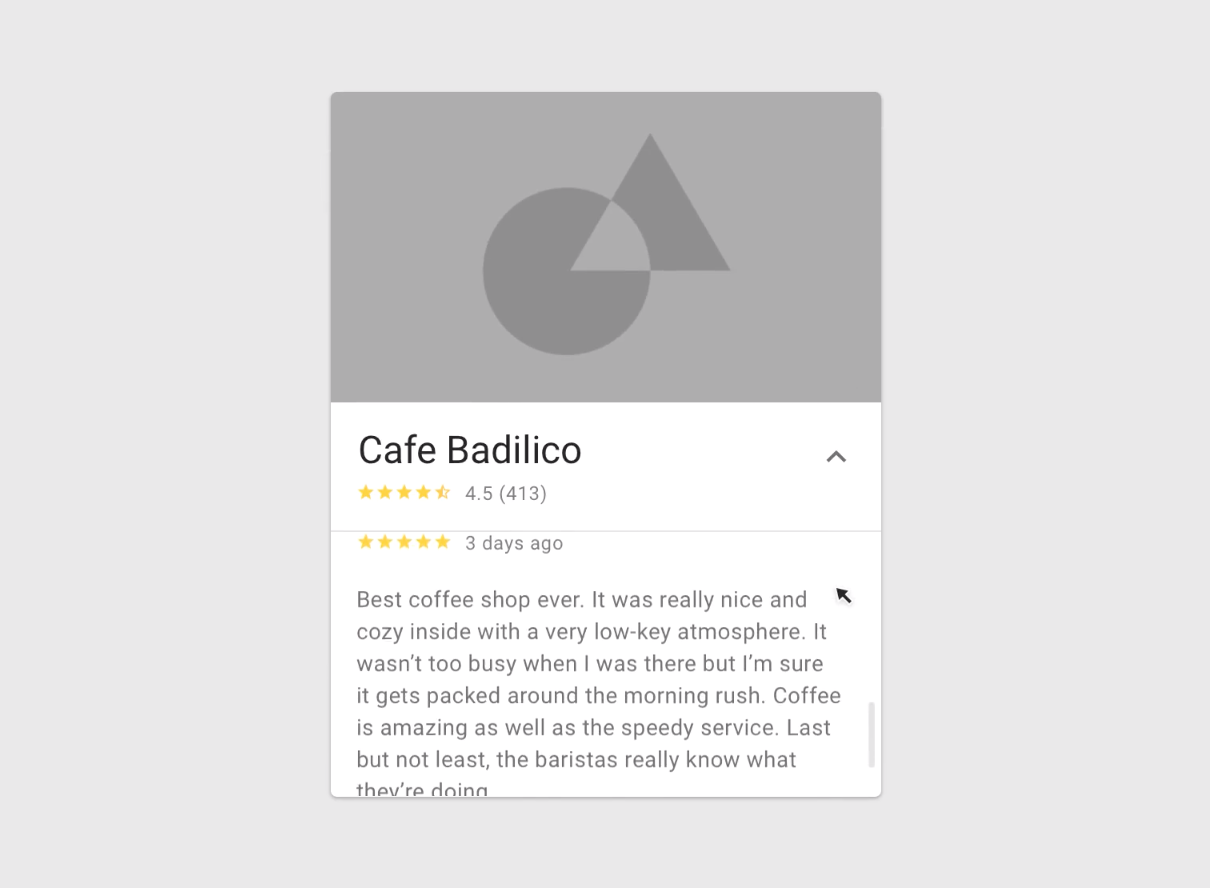 Cafe Badilico
4.5 (413)
3 days ago
Best coffee shop ever. It was really nice and
cozy inside with a very low-key atmosphere. It
wasn’t too busy when I was there but I’m sure
it gets packed around the morning rush. Coffee
is amazing as well as the speedy service. Last
but not least, the baristas really know what
they’re doing